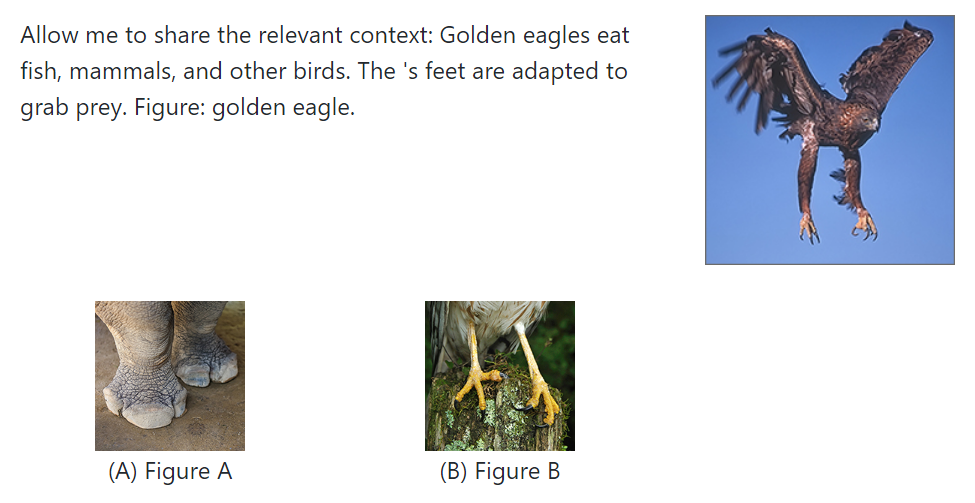 Allow me to share the relevant context: Golden eagles eat
fish, mammals, and other birds. The 's feet are adapted to
grab prey. Figure: golden eagle.
(A) Figure A
(B) Figure B